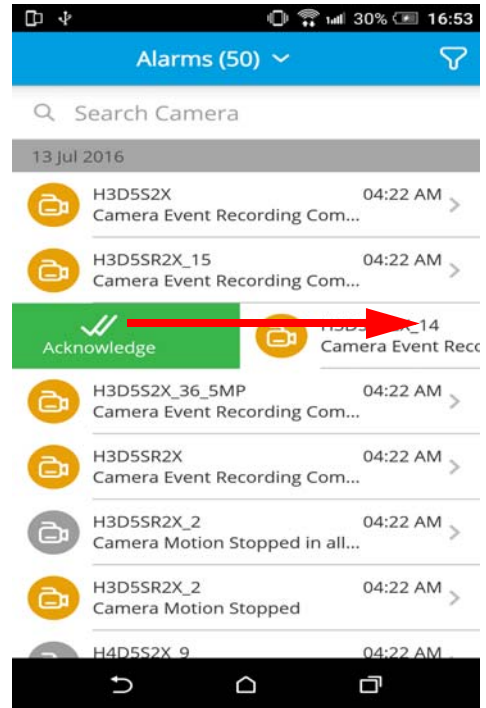 30% 16:53
Alarms (50)
Search Camera
13 Jul 2016
H3D5S2X 04:22 AM
Camera Event Recording Com...
H3D5SR2X_15 04:22 AM
Camera Event Recording Com...
Acknowledge
Camera Event Reco
H3D5S2X_36_5MP 04:22 AM
Camera Event Recording Com...
H3D5SR2X 04:22 AM
Camera Event Recording Com...
H3D5SR2X_2 04:22 AM
Camera Motion Stopped in all...
H3D5SR2X_2 04:22 AM
Camera Motion Stopped
H4D5S2X_9 04:22 AM